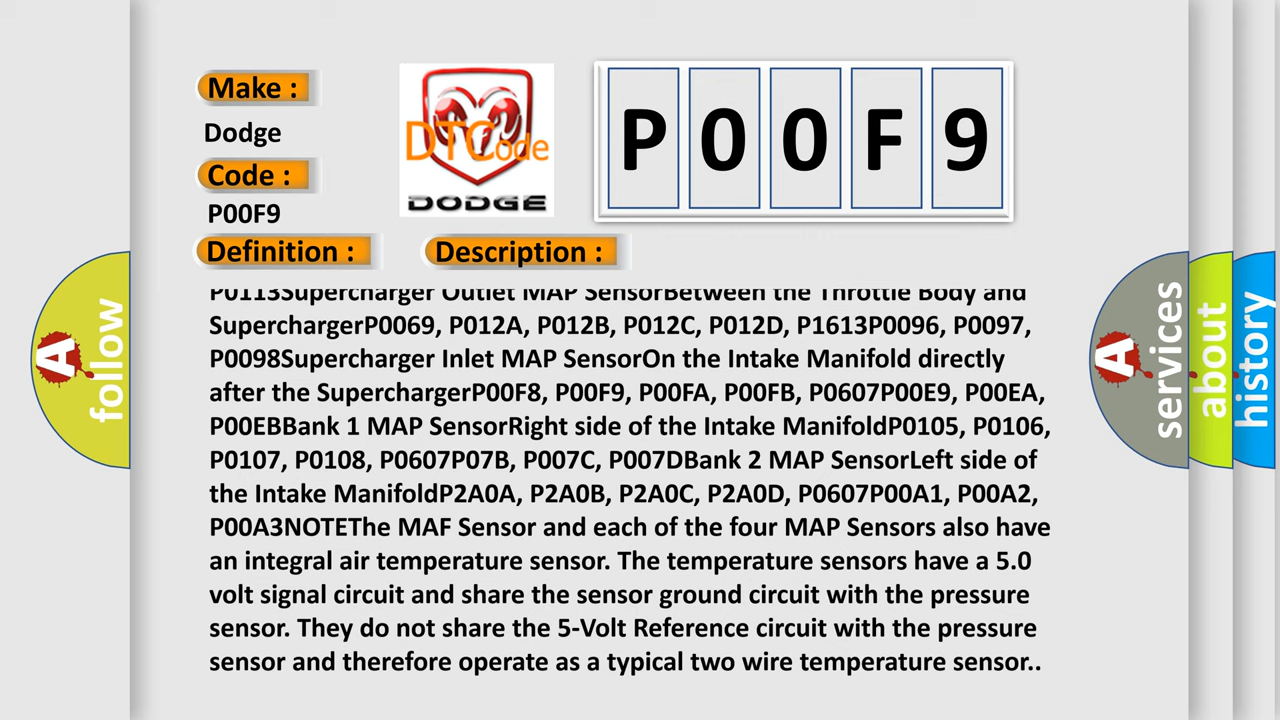 Make :
Dodge
Code :
P00F9
DTCode
DODGE
P 0 0 F 9
Definition :
Description :
P0113Supercharger Outlet MAP SensorBetween the Throttle Body and
SuperchargerP0069, P012A, P012B, P012C, P012D, P1613P0096, P0097,
P0098Supercharger Inlet MAP SensorOn the Intake Manifold directly
after the SuperchargerP00F8, P00F9, P00FA, P00FB, P0607P00E9, P00EA,
P00EBBank 1 MAP SensorRight side of the Intake ManifoldP0105, P0106,
P0107, P0108, P0607P07B, P007C, P007DBank 2 MAP SensorLeft side of
the Intake ManifoldP2A0A, P2A0B, P2A0C, P2A0D, P0607P00A1, P00A2,
P00A3NOTEThe MAF Sensor and each of the four MAP Sensors also have
an integral air temperature sensor. The temperature sensors have a 5.0
volt signal circuit and share the sensor ground circuit with the pressure
sensor. They do not share the 5-Volt Reference circuit with the pressure
sensor and therefore operate as a typical two wire temperature sensor..
A follow
A services
about
history